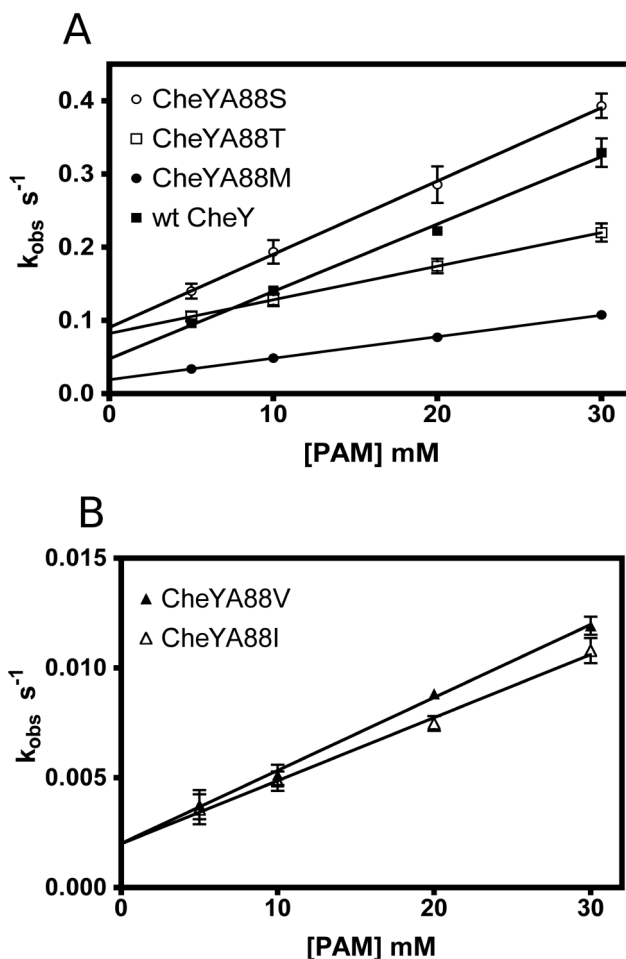 A
CheYA88S
CheYA88T
CheYA88M
wt CheY
0.4
0.3
0.2
0.1
0.0
k_obs s⁻¹
0 10 20 30
[PAM] mM
B
CheYA88V
CheYA88I
0.015
0.010
0.005
0.000
k_obs s⁻¹
0 10 20 30
[PAM] mM